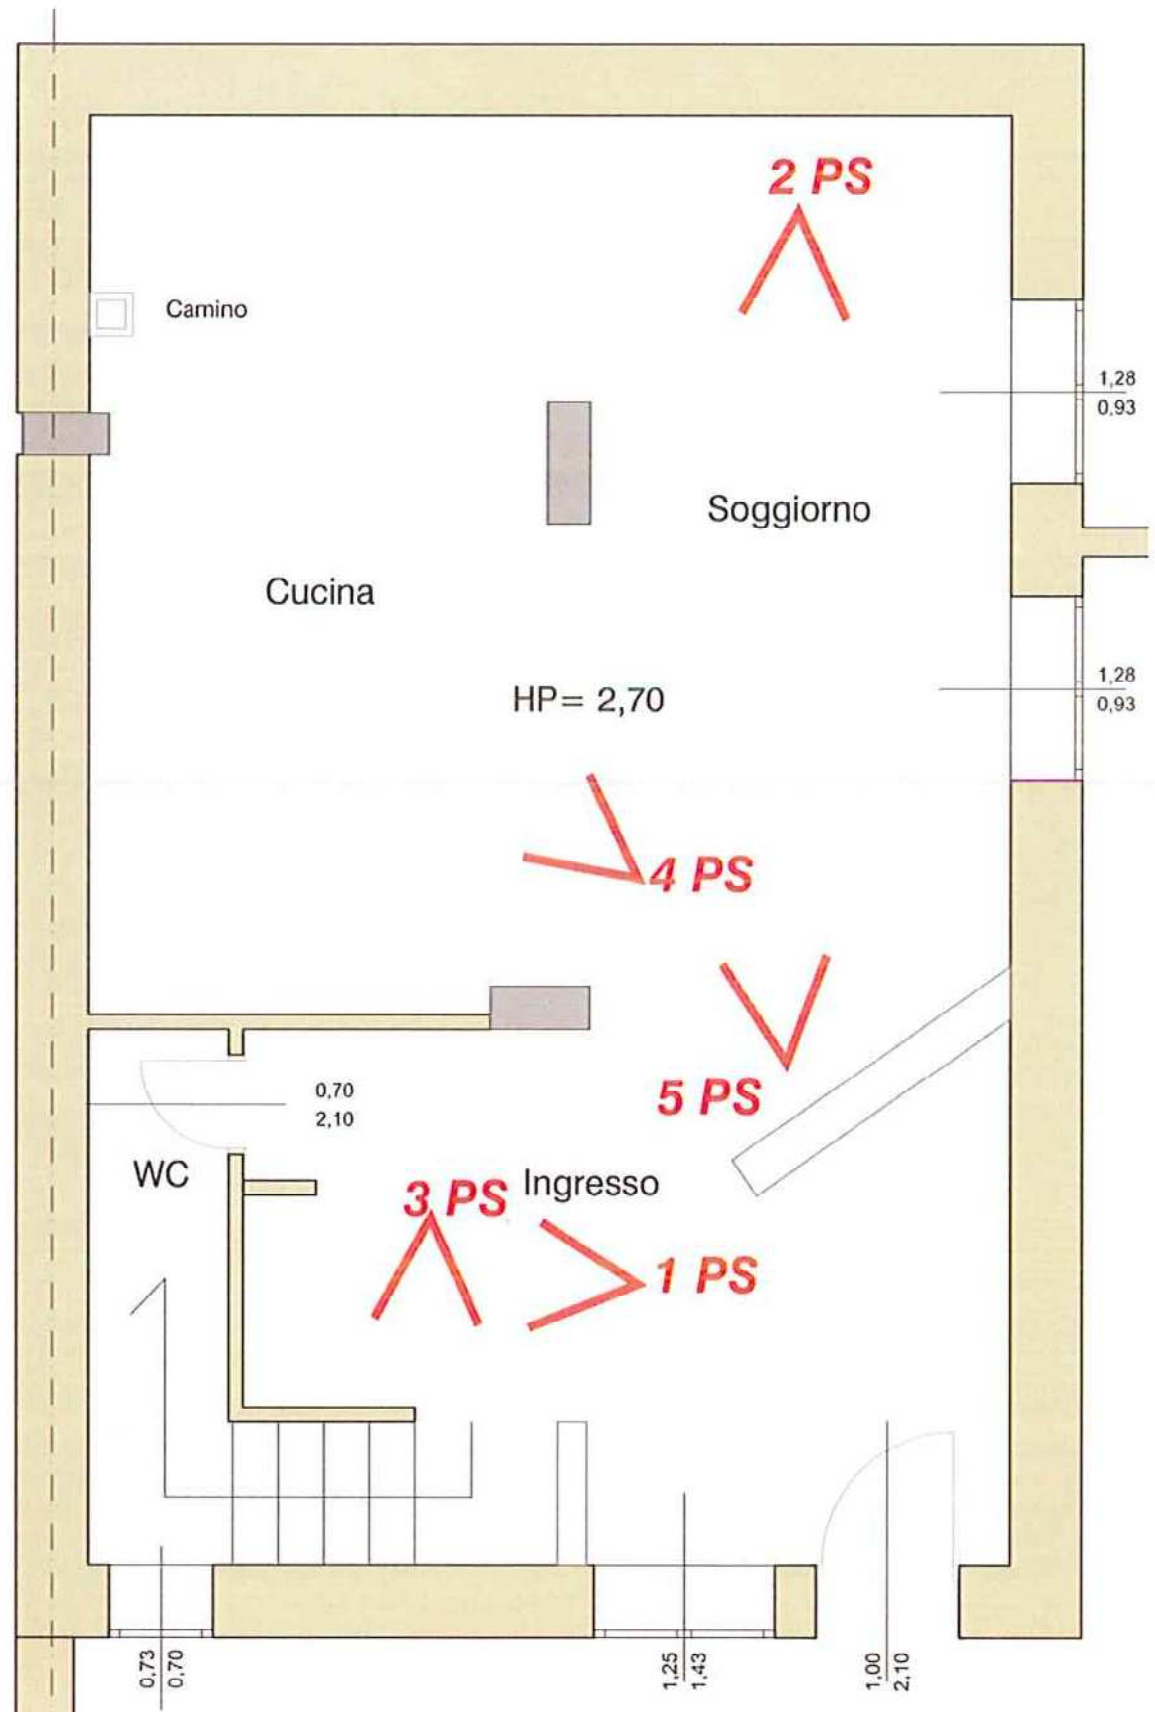 2 PS
Camino
1,28
0,93
Soggiorno
Cucina
1,28
0,93
HP= 2,70
4 PS
5 PS
0,70
2,10
WC
3 PS
Ingresso
1 PS
0,73
0,70
1,25
1,43
1,00
2,10